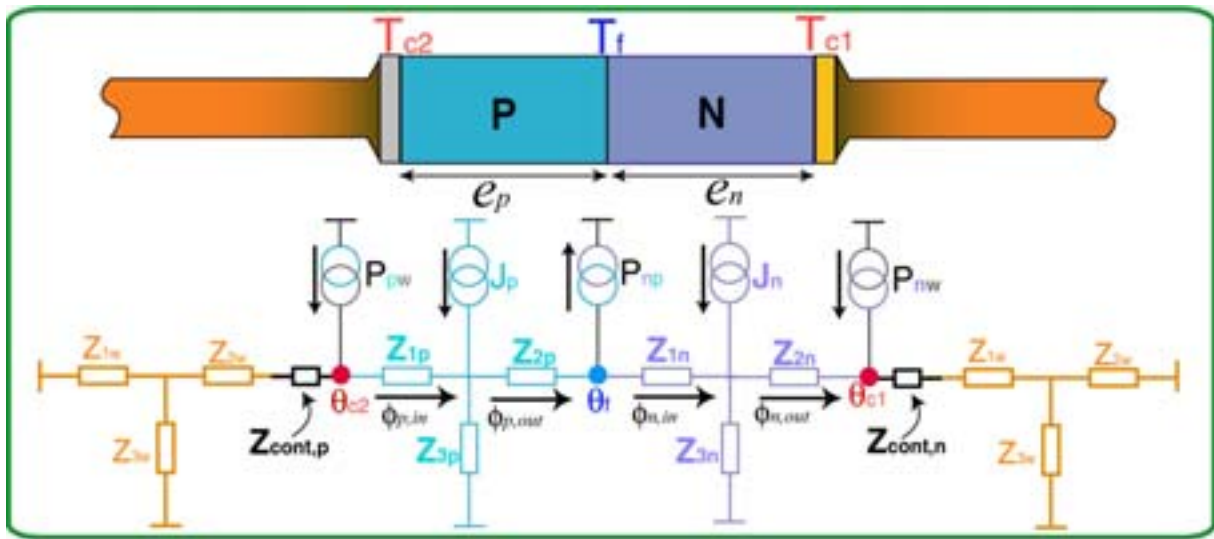 Tc2 Tf Tc1
P N
ep en
Ppw Jp Pnp Jn Pnw
Z1w Z2w Z1p Z2p Z1n Z2n Z1w Z2w
θc2 ϕp,in ϕp,out θf ϕn,in ϕn,out θc1
Z3w Zcont,p Z3p Z3n Zcont,n Z3w